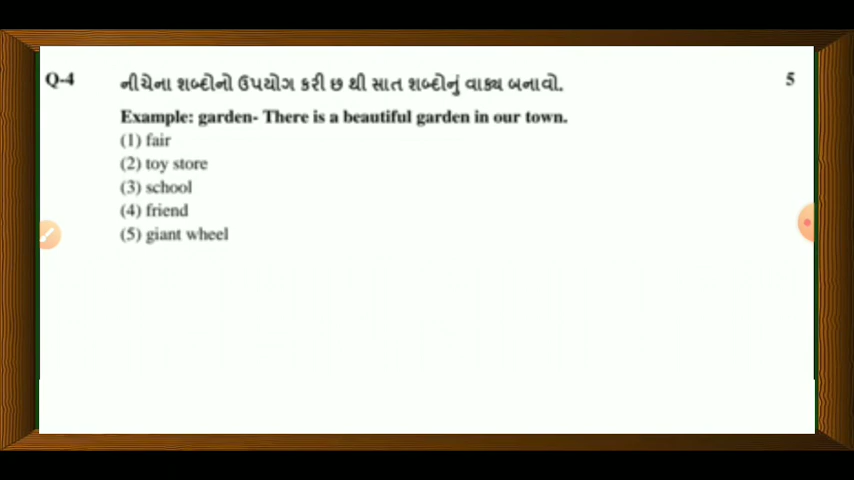 Q-4 નીચેના શબ્દોનો ઉપયોગ કરી છ થી સાત શબ્દોનું વાક્ય બનાવો. 5
Example: garden- There is a beautiful garden in our town.
(1) fair
(2) toy store
(3) school
(4) friend
(5) giant wheel